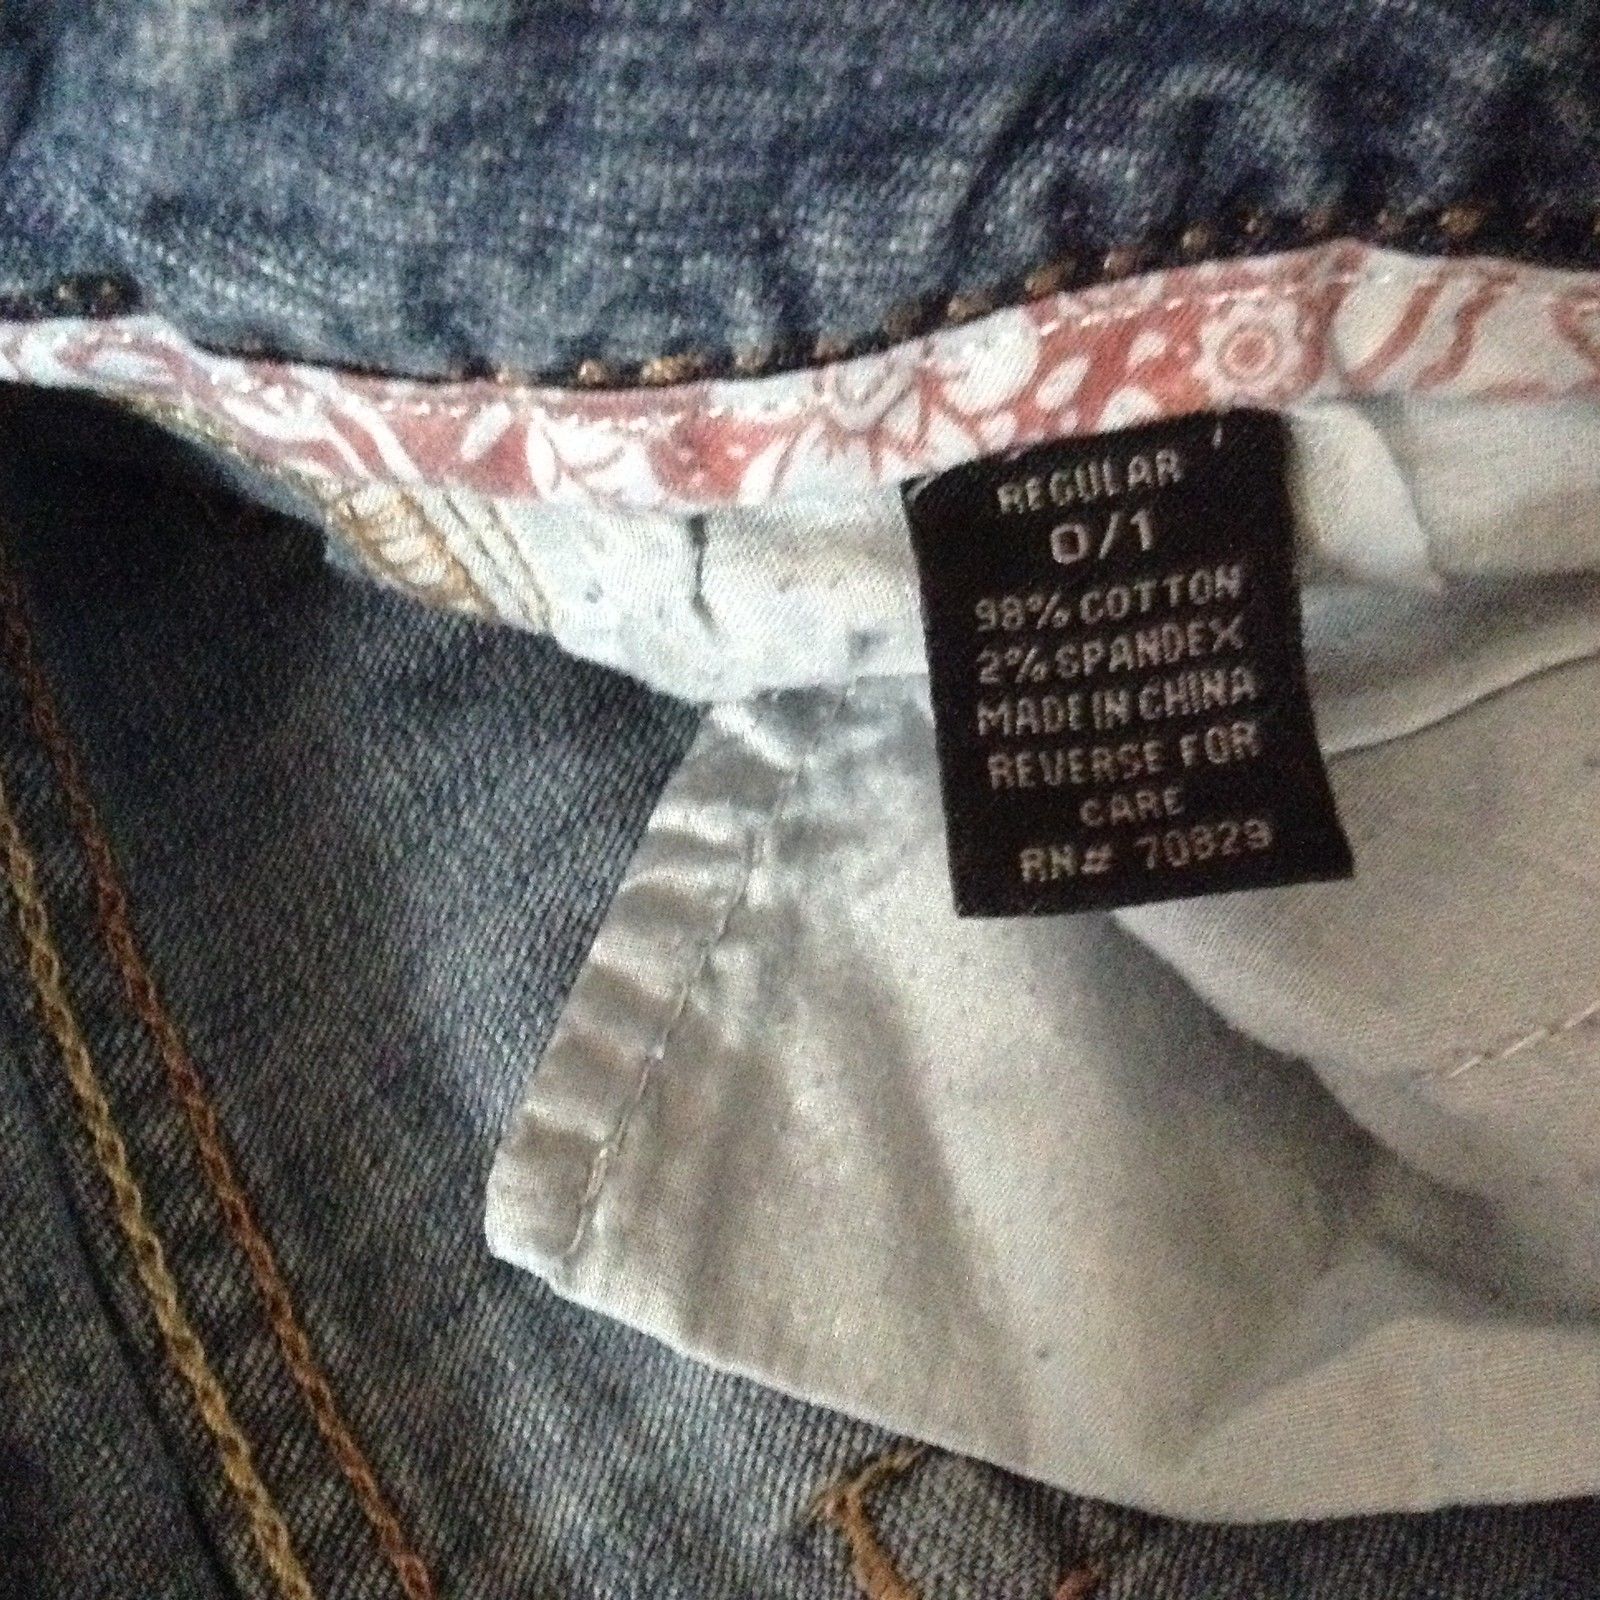 REGULAR
0/1
98% COTTON
2% SPANDEX
MADE IN CHINA
REVERSE FOR
CARE
RN# 70829